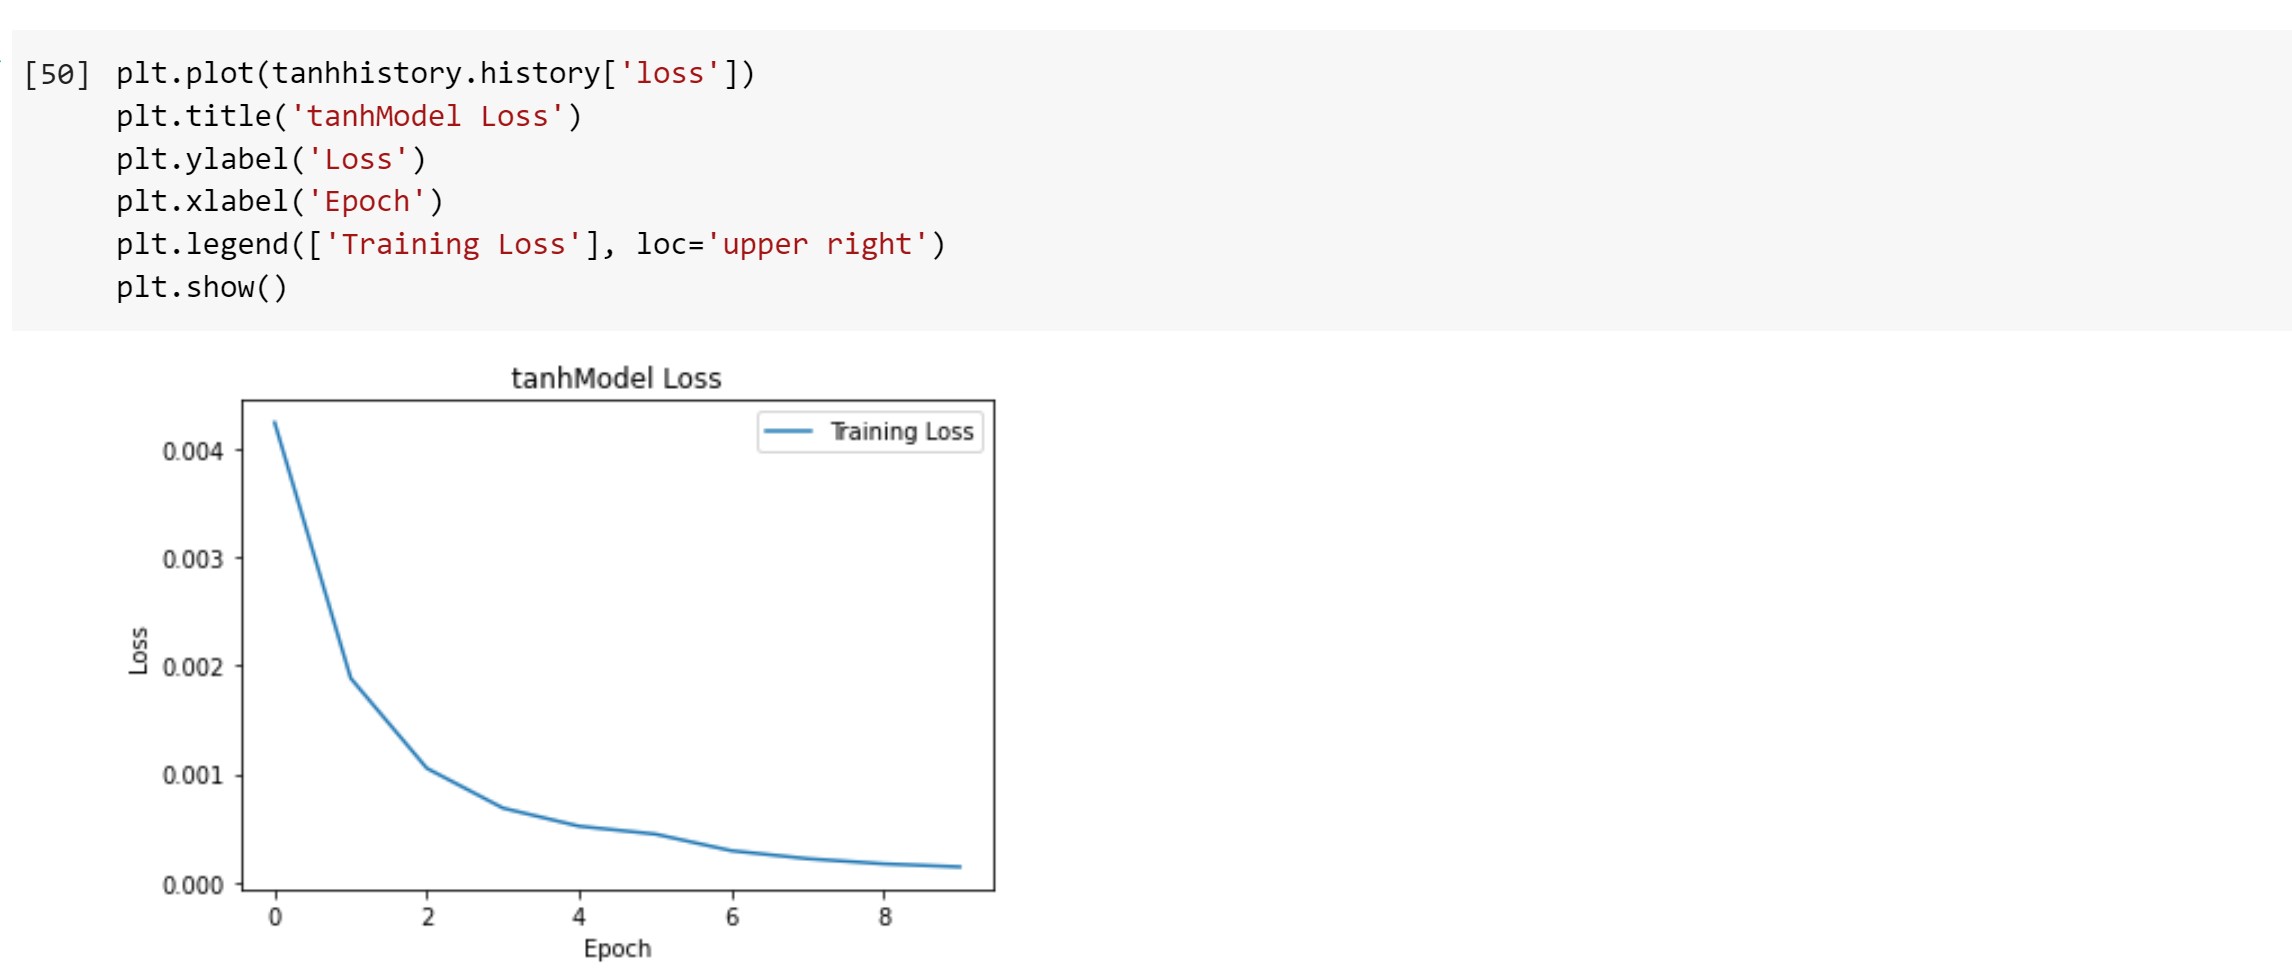 [50] plt.plot(tanhhistory.history['loss'])
plt.title('tanhModel Loss')
plt.ylabel('Loss')
plt.xlabel('Epoch')
plt.legend(['Training Loss'], loc='upper right')
plt.show()
tanhModel Loss
Training Loss
0.004
0.003
0.002
0.001
0.000
Loss
0 2 4 6 8
Epoch